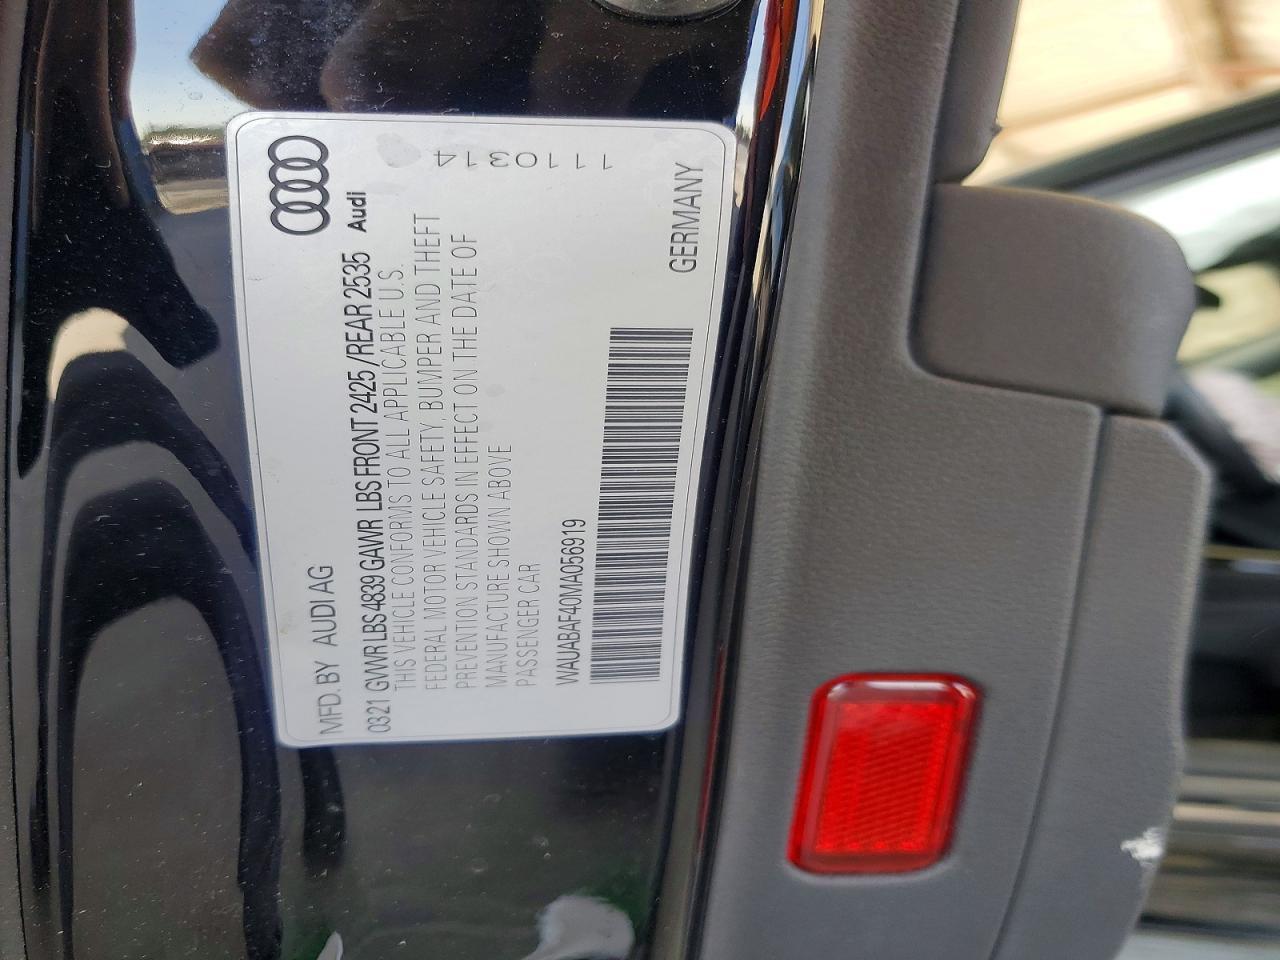 MFD. BY AUDI AG
0321 GVWR LBS 4839 GAWR LBS FRONT 2425 /REAR 2535 Audi
THIS VEHICLE CONFORMS TO ALL APPLICABLE U.S.
FEDERAL MOTOR VEHICLE SAFETY, BUMPER AND THEFT
PREVENTION STANDARDS IN EFFECT ON THE DATE OF
MANUFACTURE SHOWN ABOVE
PASSENGER CAR
WAUABAF40MA056919
GERMANY
1110314